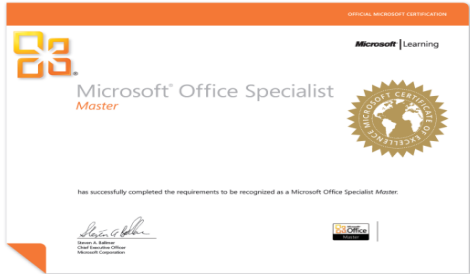 OFFICIAL MICROSOFT CERTIFICATION
Microsoft | Learning
Microsoft® Office Specialist
Master
MICROSOFT CERTIFICATE OF EXCELLENCE
has successfully completed the requirements to be recognized as a Microsoft Office Specialist Master.
Steven A. Ballmer
Chief Executive Officer
Microsoft Corporation
Office
Master